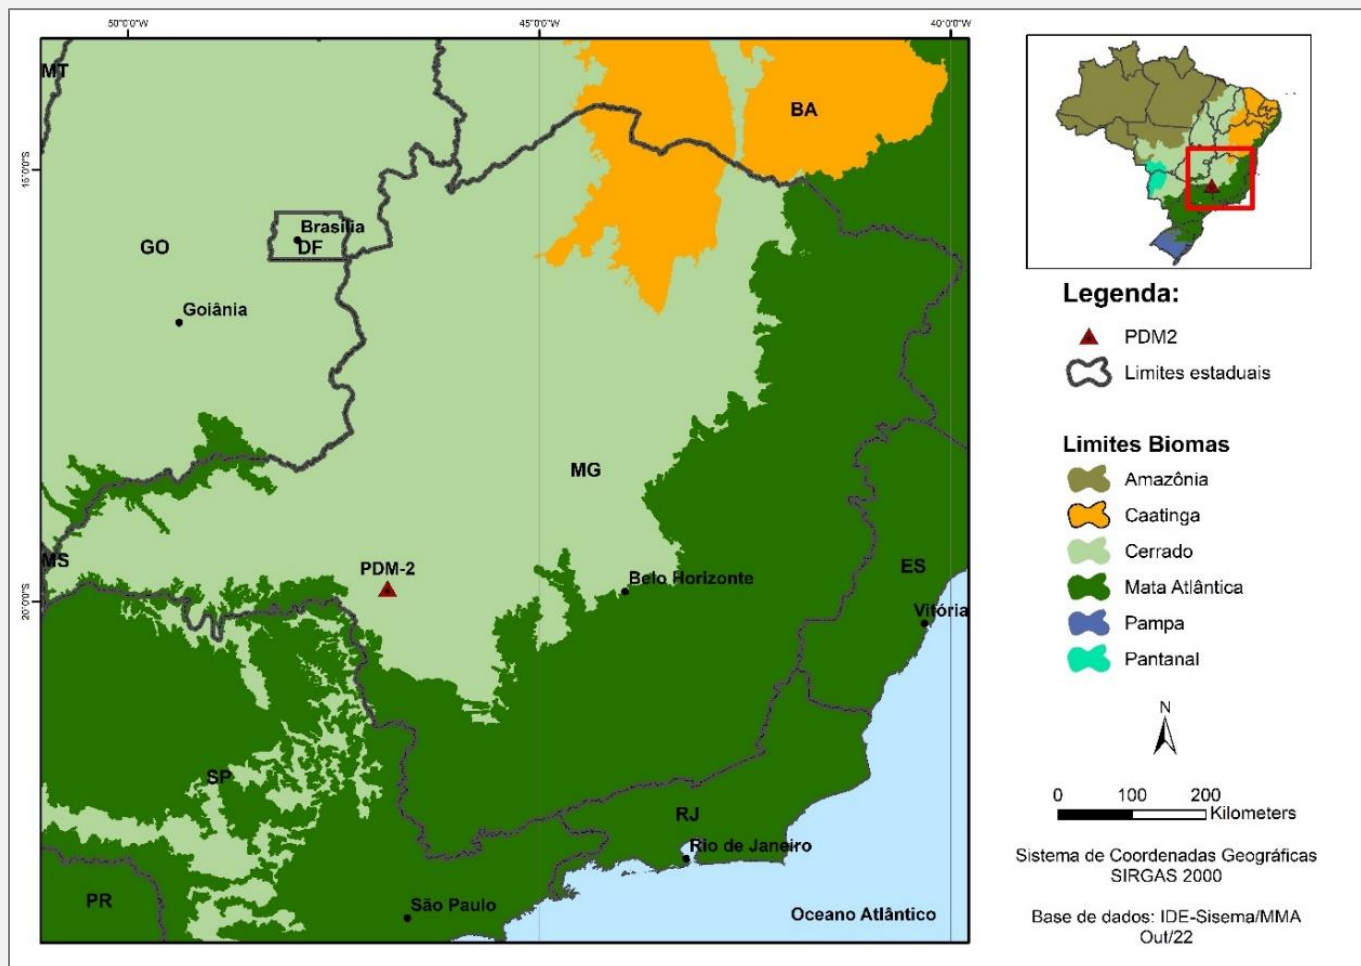 50°0'0"W
45°0'0"W
40°0'0"W
15°0'0"S
20°0'0"S
MT
BA
GO
Brasília
DF
Goiânia
MG
MS
PDM-2
Belo Horizonte
ES
Vitória
SP
RJ
Rio de Janeiro
PR
São Paulo
Oceano Atlântico
Legenda:
PDM2
Limites estaduais
Limites Biomas
Amazônia
Caatinga
Cerrado
Mata Atlântica
Pampa
Pantanal
N
0 100 200
Kilometers
Sistema de Coordenadas Geográficas
SIRGAS 2000
Base de dados: IDE-Sisema/MMA
Out/22